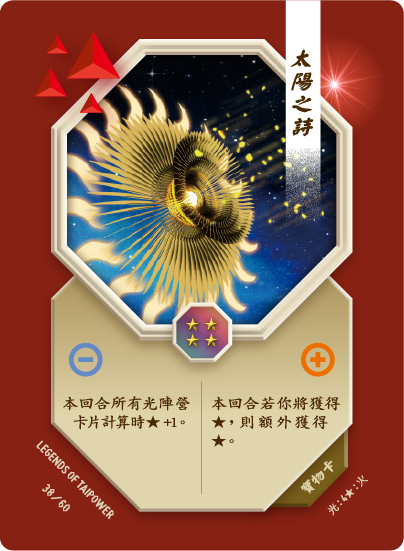 太陽之詩
本回合所有光陣營
卡片計算時★+1。
本回合若你將獲得
★,則額外獲得
★。
LEGENDS OF TAIPOWER
38/60
寶物卡
光:4★:火